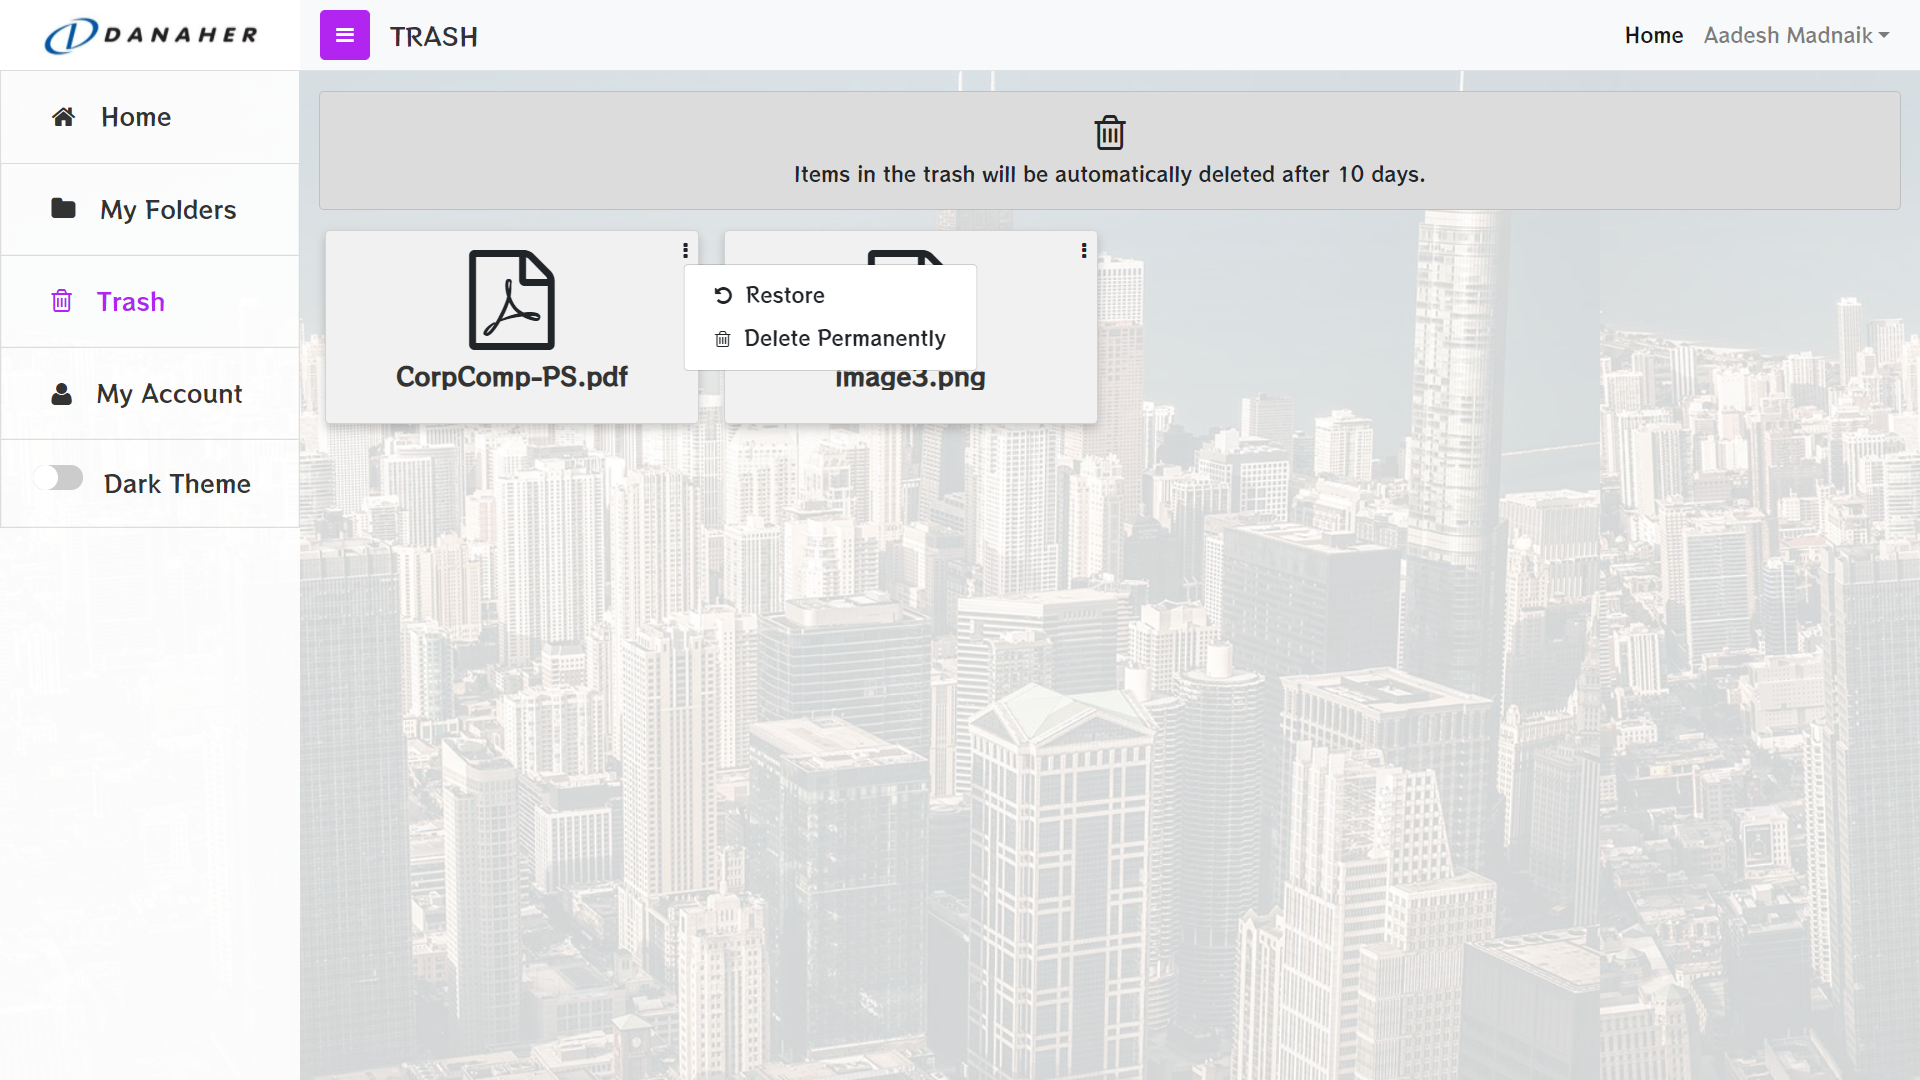 DANAHER
TRASH
Home
Aadesh Madnaik
Home
My Folders
Trash
My Account
Dark Theme
Items in the trash will be automatically deleted after 10 days.
CorpComp-PS.pdf
Restore
Delete Permanently
image3.png